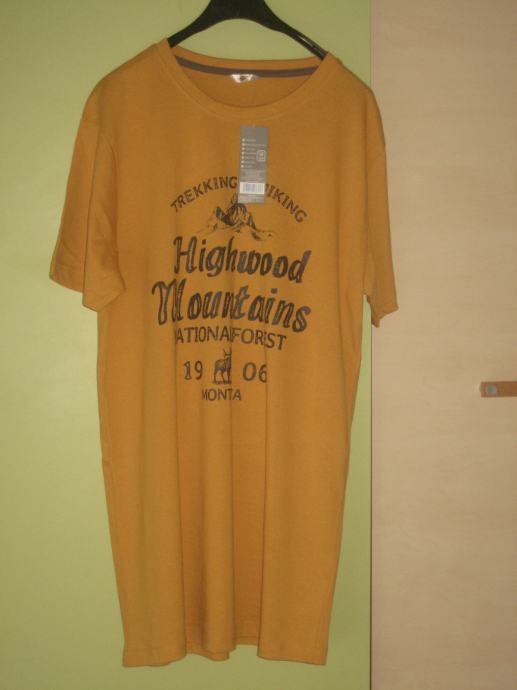 TREKKING HIKING
Highwood
Mountains
NATIONAL FOREST
19 06
MONTA